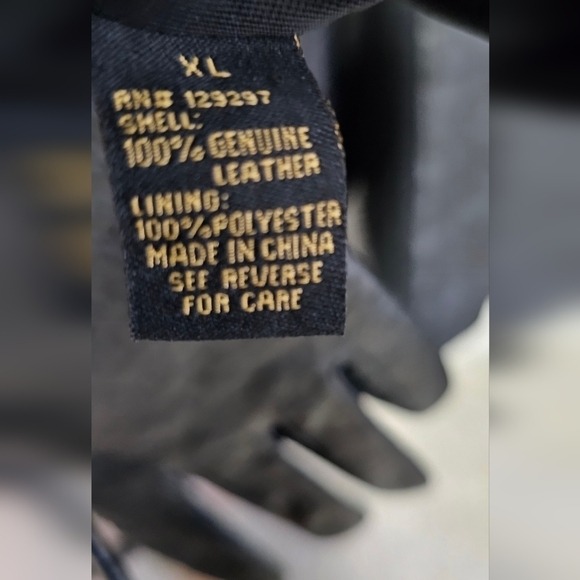 XL
RN# 129297
SHELL:
100% GENUINE
LEATHER
LINING:
100% POLYESTER
MADE IN CHINA
SEE REVERSE
FOR CARE